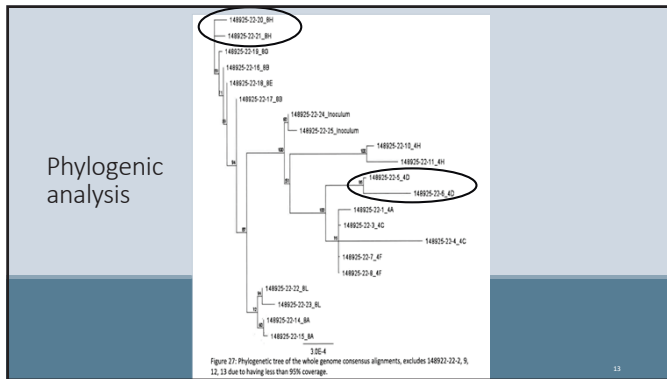 148925-22-20_8H
148925-22-21_8H
148925-22-19_8D
148925-22-16_8B
148925-22-18_8E
148925-22-17_8B
148925-22-24_Inoculum
148925-22-25_Inoculum
148925-22-10_4H
148925-22-11_4H
148925-22-5_4D
148925-22-6_4D
148925-22-1_4A
148925-22-3_4C
148925-22-4_4C
148925-22-7_4F
148925-22-8_4F
Phylogenic
analysis
148925-22-22_8L
148925-22-23_8L
148925-22-14_8A
148925-22-15_8A
3.0E-4
Figure 27: Phylogenetic tree of the whole genome consensus alignments, excludes 148922-22-2, 9,
12, 13 due to having less than 95% coverage.
13